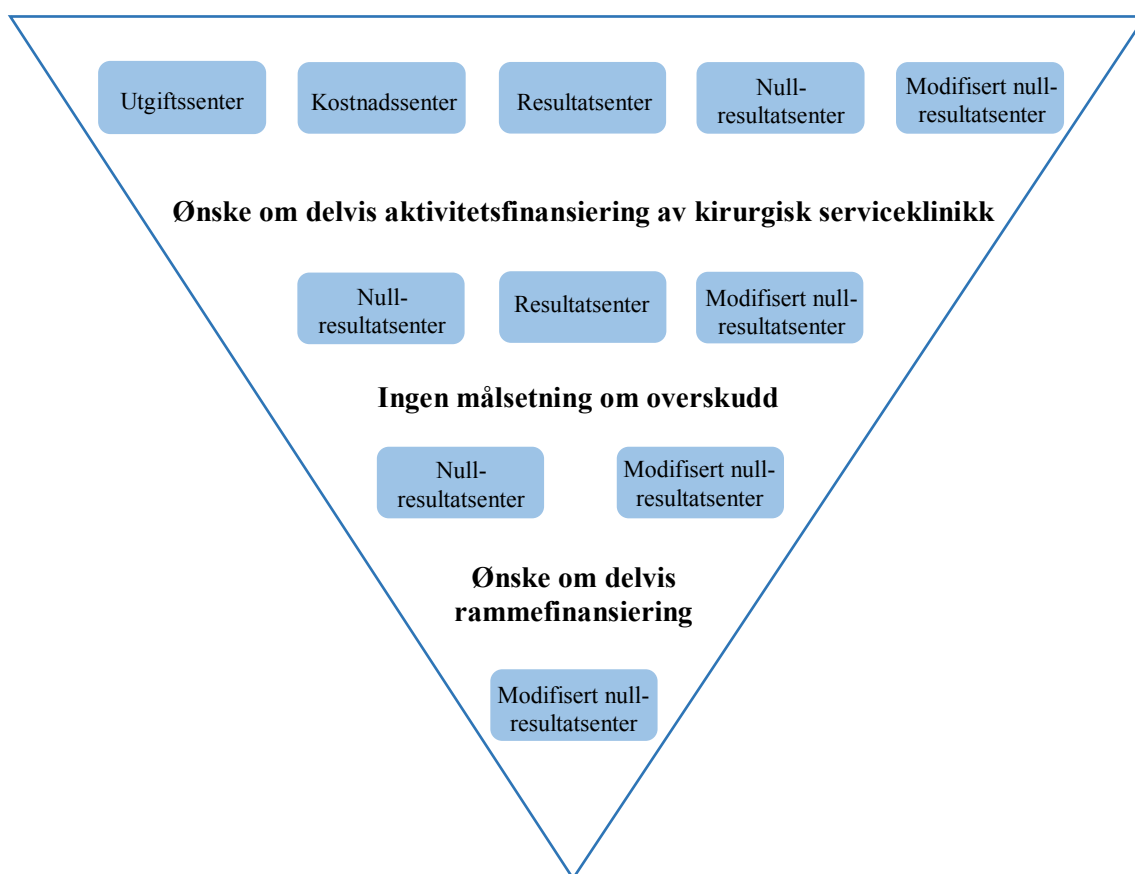 Utgiftssenter
Kostnadssenter
Resultatsenter
Null-
resultatsenter
Modifisert null-
resultatsenter
Ønske om delvis aktivitetsfinansiering av kirurgisk serviceklinikk
Null-
resultatsenter
Resultatsenter
Modifisert null-
resultatsenter
Ingen målsetning om overskudd
Null-
resultatsenter
Modifisert null-
resultatsenter
Ønske om delvis
rammefinansiering
Modifisert null-
resultatsenter